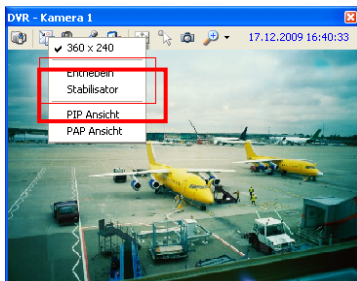 DVR - Kamera 1
17.12.2009 16:40:33
360 x 240
Entnebeln
Stabilisator
PIP Ansicht
PAP Ansicht